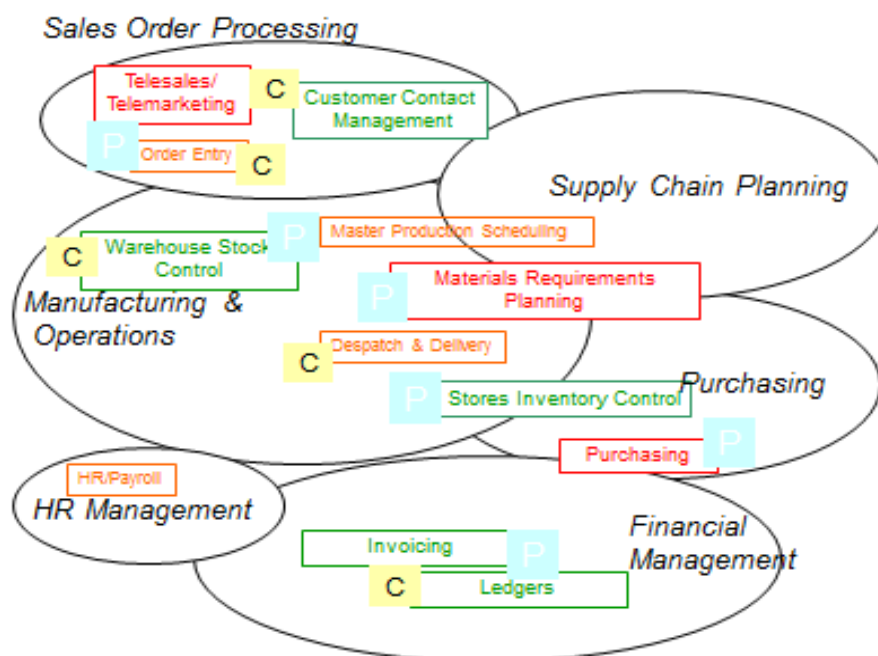 Sales Order Processing
Telesales/
Telemarketing
C
Customer Contact
Management
P
Order Entry
C
Supply Chain Planning
P
Master Production Scheduling
C
Warehouse Stock
Control
Materials Requirements
Planning
P
Manufacturing &
Operations
Despatch & Delivery
C
P
Stores Inventory Control
Purchasing
Purchasing
P
HR/Payroll
HR Management
Financial
Management
Invoicing
P
C
Ledgers